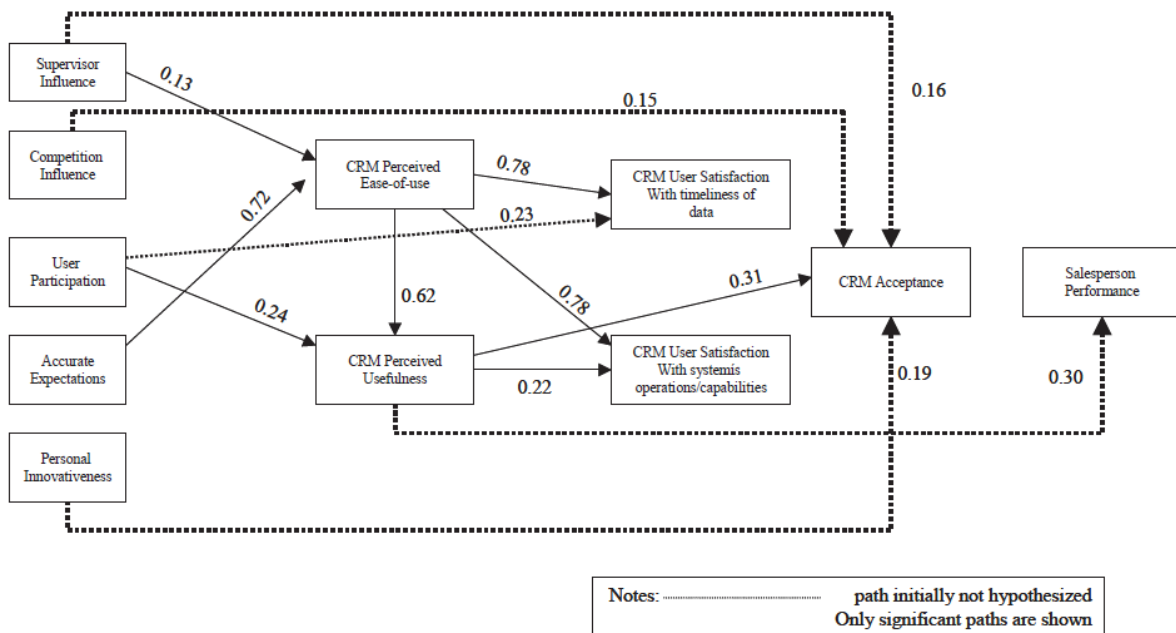 Supervisor
Influence
0.13
0.16
0.15
Competition
Influence
CRM Perceived
Ease-of-use
0.78
CRM User Satisfaction
With timeliness of
data
0.72
0.23
User
Participation
0.24
0.62
0.78
0.31
CRM Acceptance
Salesperson
Performance
Accurate
Expectations
CRM Perceived
Usefulness
0.22
CRM User Satisfaction
With systemis
operations/capabilities
0.19
0.30
Personal
Innovativeness
Notes: path initially not hypothesized
Only significant paths are shown